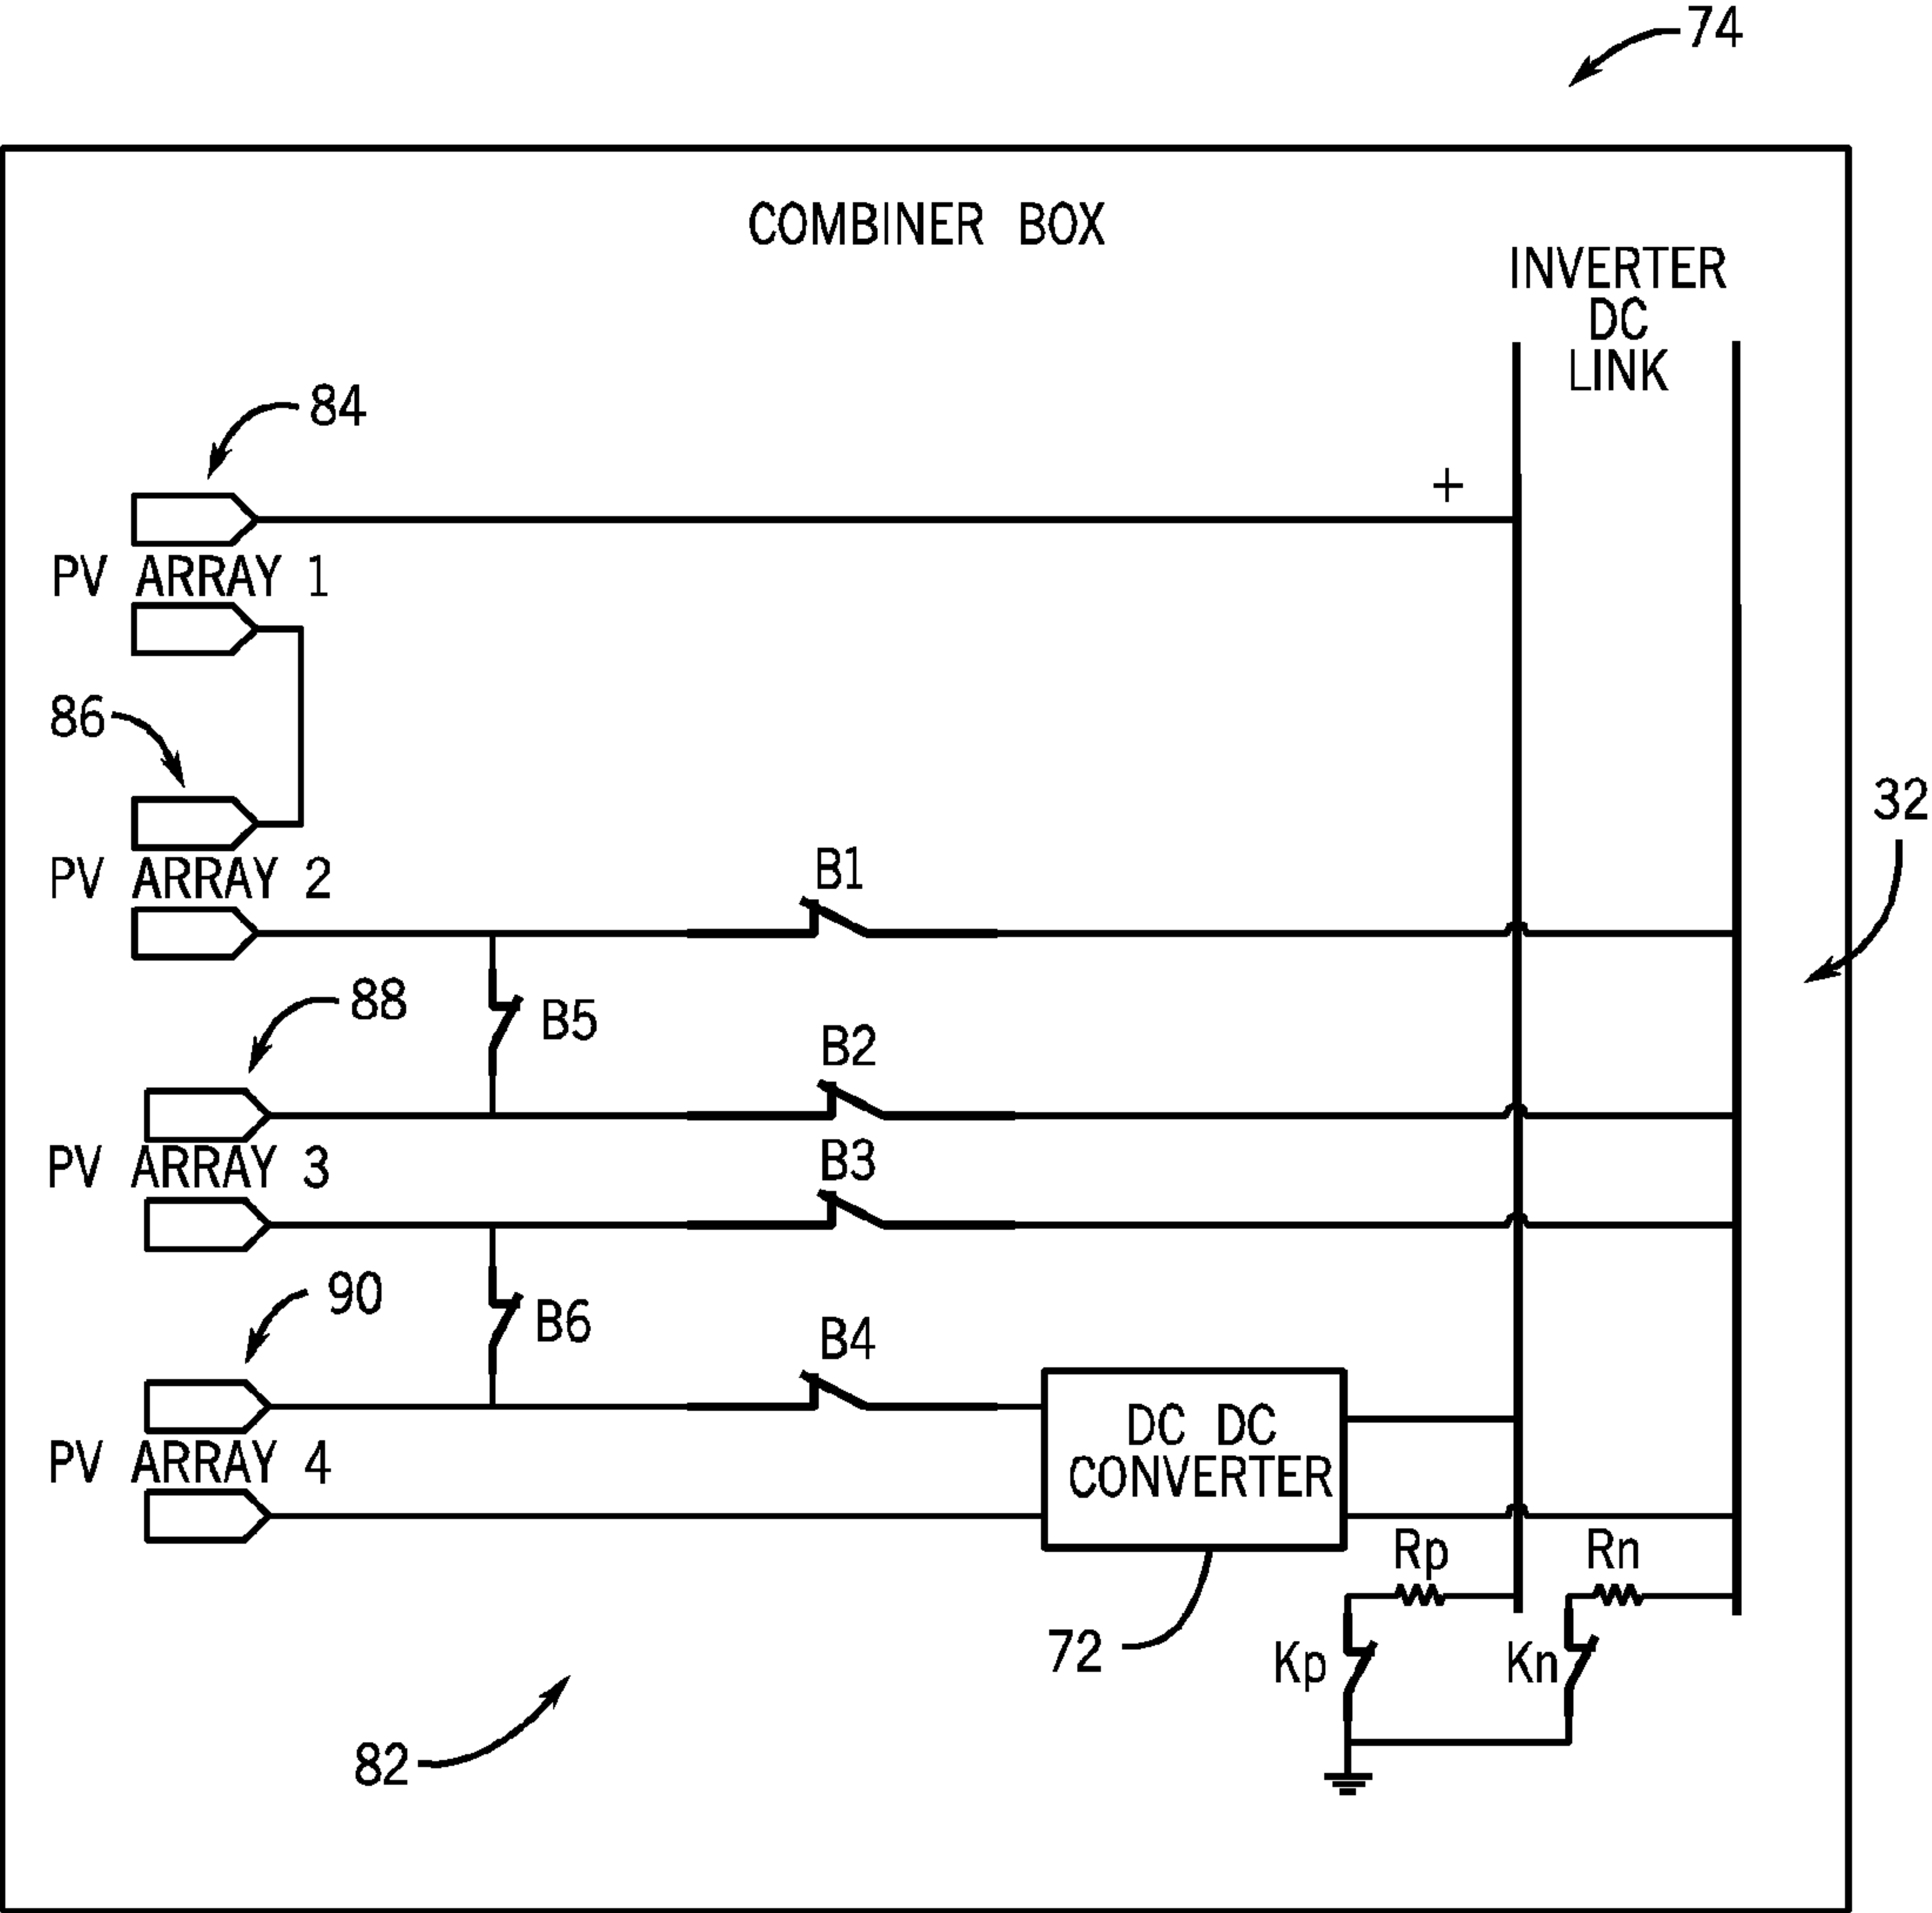 74
COMBINER BOX
INVERTER
DC
LINK
84
+
PV ARRAY 1
86
32
PV ARRAY 2
B1
88
B5
B2
PV ARRAY 3
B3
90
B6
B4
DC DC
CONVERTER
PV ARRAY 4
Rp
Rn
72
Kp
Kn
82